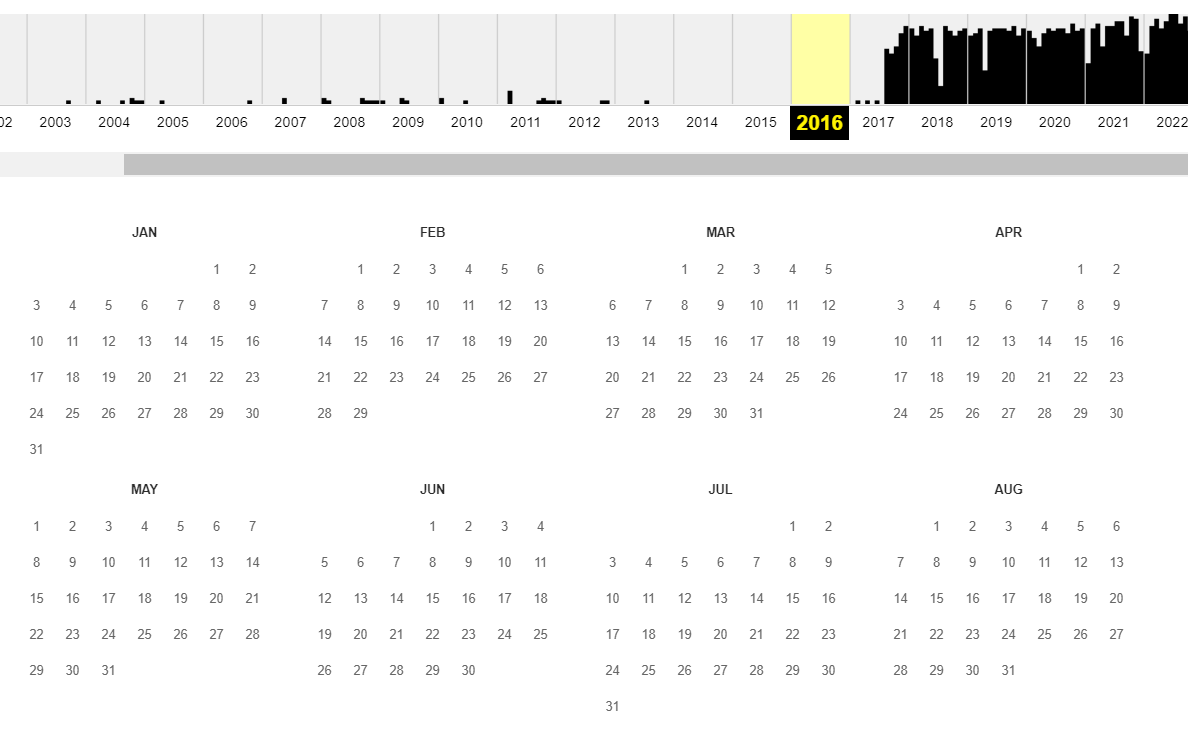 02 2003 2004 2005 2006 2007 2008 2009 2010 2011 2012 2013 2014 2015 2016 2017 2018 2019 2020 2021 2022
JAN FEB MAR APR
1 2 1 2 3 4 5 6 1 2 3 4 5 1 2
3 4 5 6 7 8 9 7 8 9 10 11 12 13 6 7 8 9 10 11 12 3 4 5 6 7 8 9
10 11 12 13 14 15 16 14 15 16 17 18 19 20 13 14 15 16 17 18 19 10 11 12 13 14 15 16
17 18 19 20 21 22 23 21 22 23 24 25 26 27 20 21 22 23 24 25 26 17 18 19 20 21 22 23
24 25 26 27 28 29 30 28 29 27 28 29 30 31 24 25 26 27 28 29 30
31
MAY JUN JUL AUG
1 2 3 4 5 6 7 1 2 3 4 1 2 1 2 3 4 5 6
8 9 10 11 12 13 14 5 6 7 8 9 10 11 3 4 5 6 7 8 9 7 8 9 10 11 12 13
15 16 17 18 19 20 21 12 13 14 15 16 17 18 10 11 12 13 14 15 16 14 15 16 17 18 19 20
22 23 24 25 26 27 28 19 20 21 22 23 24 25 17 18 19 20 21 22 23 21 22 23 24 25 26 27
29 30 31 26 27 28 29 30 24 25 26 27 28 29 30 28 29 30 31
31